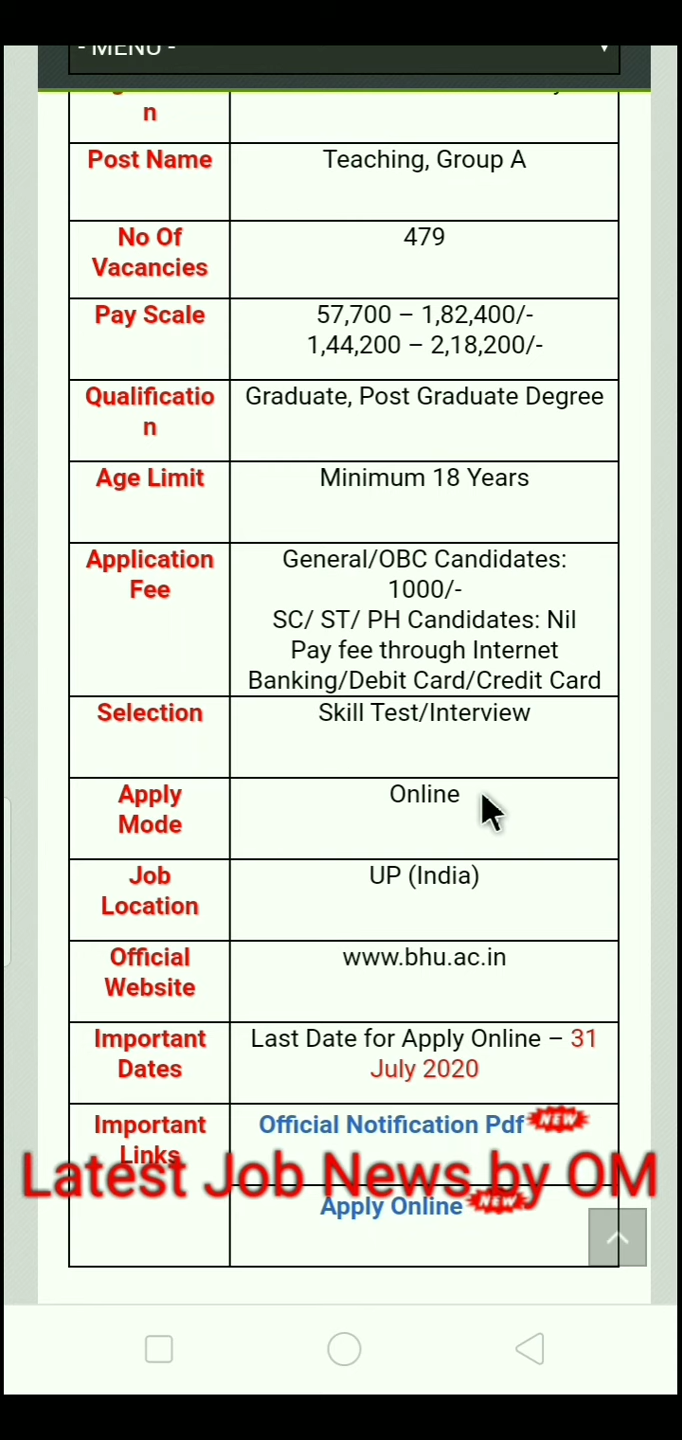 - MENU -
n
Post Name
Teaching, Group A
No Of
Vacancies
479
Pay Scale
57,700 – 1,82,400/-
1,44,200 – 2,18,200/-
Qualificatio
n
Graduate, Post Graduate Degree
Age Limit
Minimum 18 Years
Application
Fee
General/OBC Candidates:
1000/-
SC/ ST/ PH Candidates: Nil
Pay fee through Internet
Banking/Debit Card/Credit Card
Selection
Skill Test/Interview
Apply
Mode
Online
Job
Location
UP (India)
Official
Website
www.bhu.ac.in
Important
Dates
Last Date for Apply Online – 31
July 2020
Important
Links
Official Notification Pdf NEW
Latest Job News by OM
Apply Online NEW